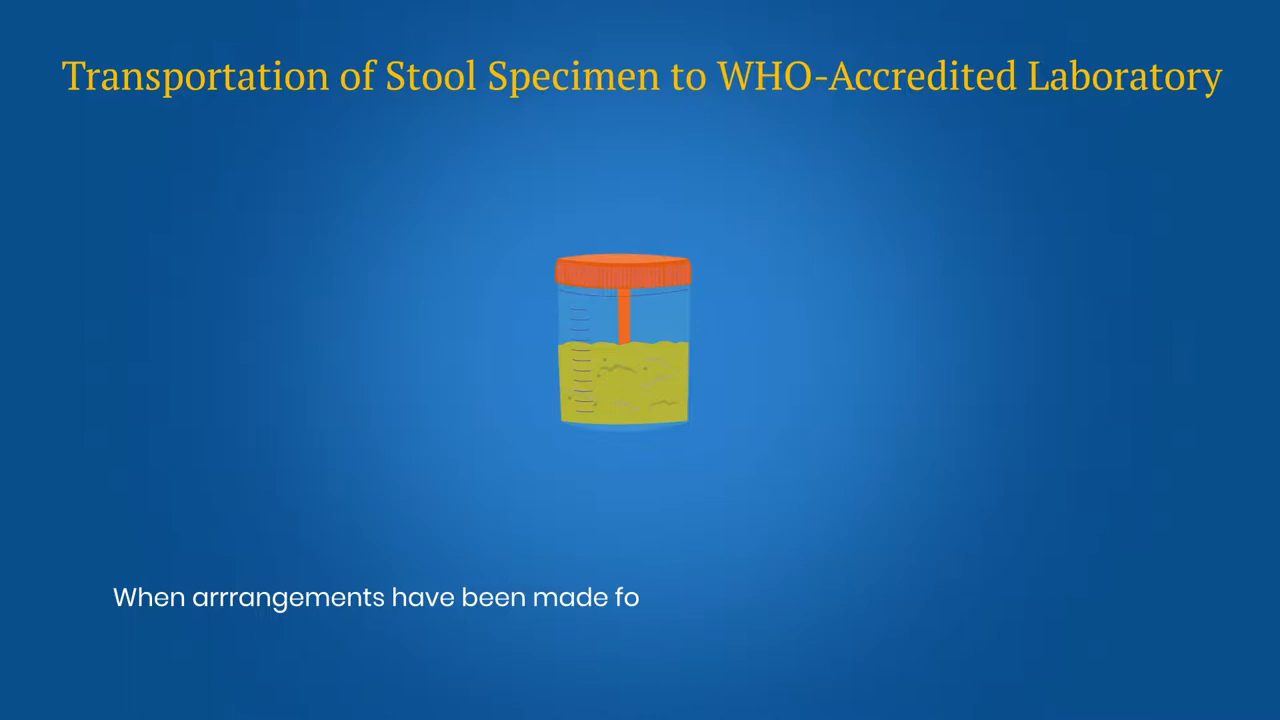 Transportation of Stool Specimen to WHO-Accredited Laboratory
When arrrangements have been made fo